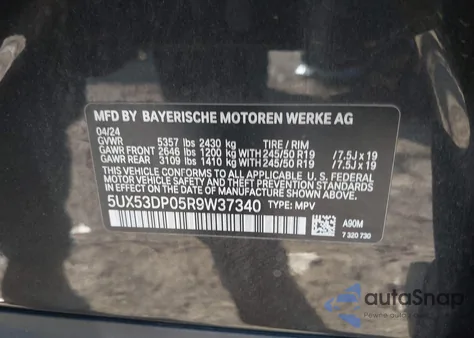 MFD BY BAYERISCHE MOTOREN WERKE AG
04/24
GVWR 5357 lbs 2430 kg TIRE / RIM
GAWR FRONT 2646 lbs 1200 kg WITH 245/50 R19 /7.5J x 19
GAWR REAR 3109 lbs 1410 kg WITH 245/50 R19 /7.5J x 19
THIS VEHICLE CONFORMS TO ALL APPLICABLE U.S. FEDERAL
MOTOR VEHICLE SAFETY, BUMPER, AND THEFT PREVENTION
STANDARDS IN EFFECT ON THE DATE OF MANUFACTURE SHOWN ABOVE.
5UX53DP05R9W37340 TYPE: MPV
A90M
7 320 730
autoSnap
Pewne auto